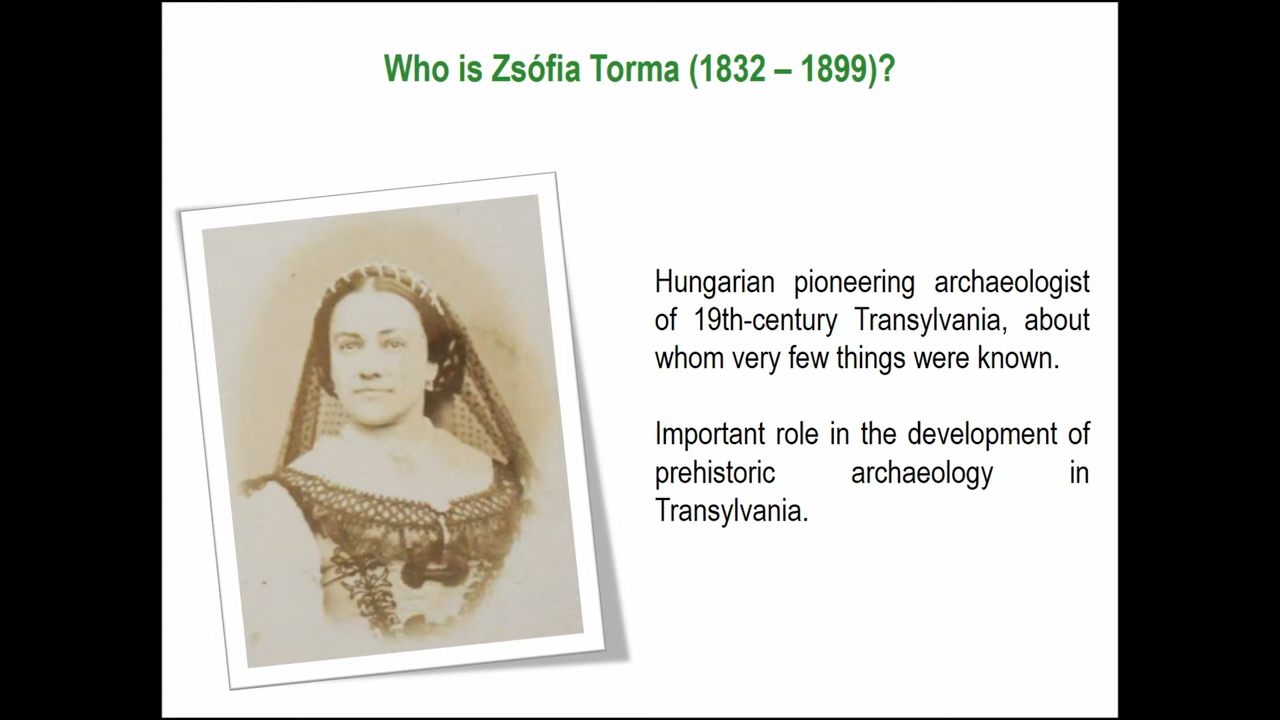 Who is Zsófia Torma (1832 – 1899)?
Hungarian pioneering archaeologist
of 19th-century Transylvania, about
whom very few things were known.
Important role in the development of
prehistoric archaeology in
Transylvania.